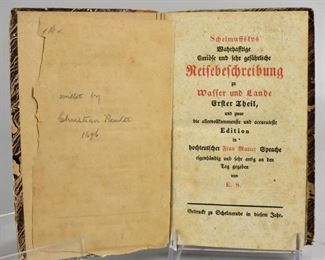 written by
Christian Reuter
1696
Schelmuffskys
Wahrhafftige
Curiöse und sehr gefährliche
Reisebeschreibung
zu
Wasser und Lande
Erster Theil,
und zwar
die allervollkommenste und accurateste
Edition
in
hochteutscher Frau Mutter Sprache
eigenhändig und sehr artig an den
Tag gegeben
von
E. S.
Gedruckt zu Schelmerode in diesem Jahr.